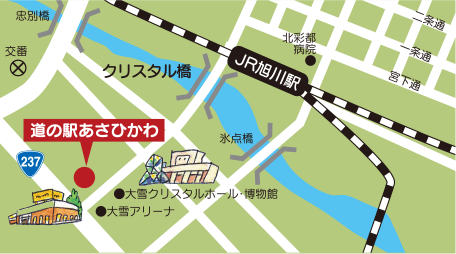 忠別橋
二条通
交番
北彩都
病院
一条通
クリスタル橋
JR旭川駅
宮下通
道の駅あさひかわ
氷点橋
237
●大雪クリスタルホール・博物館
●大雪アリーナ